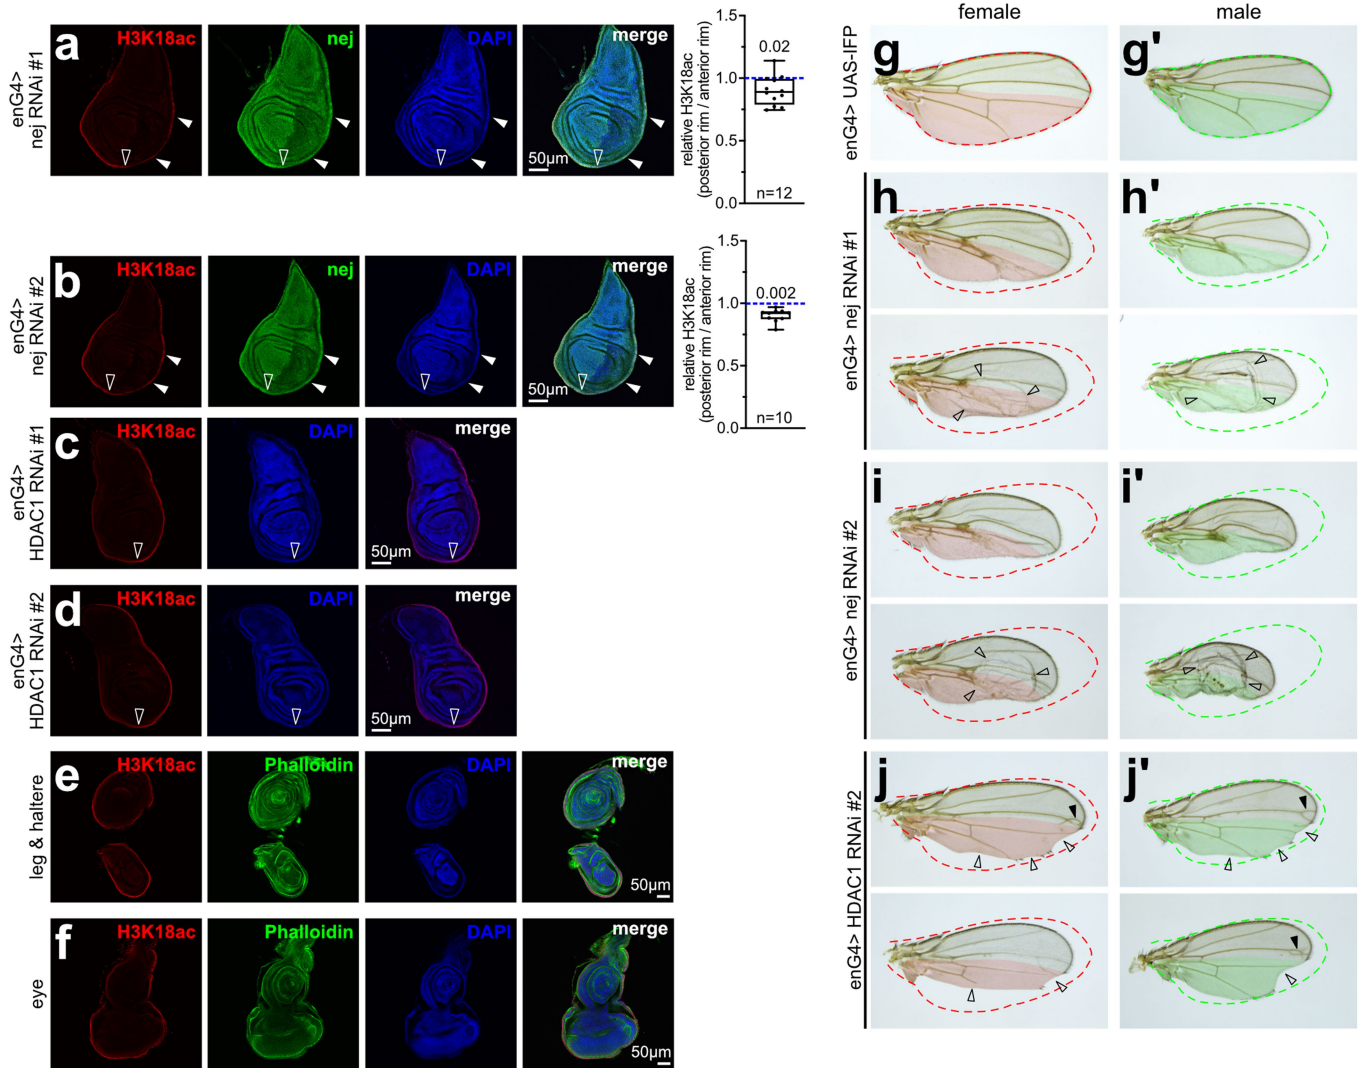 a
enG4>
nej RNAi #1
H3K18ac
nej
DAPI
merge
50µm
relative H3K18ac
(posterior rim / anterior rim)
1.5
1.0
0.5
0.0
0.02
n=12
b
enG4>
nej RNAi #2
H3K18ac
nej
DAPI
merge
50µm
relative H3K18ac
(posterior rim / anterior rim)
1.5
1.0
0.5
0.0
0.002
n=10
c
enG4>
HDAC1 RNAi #1
H3K18ac
DAPI
merge
50µm
d
enG4>
HDAC1 RNAi #2
H3K18ac
DAPI
merge
50µm
e
leg & haltere
H3K18ac
Phalloidin
DAPI
merge
50µm
f
eye
H3K18ac
Phalloidin
DAPI
merge
50µm
female
male
enG4> UAS-IFP
g
g'
enG4> nej RNAi #1
h
h'
enG4> nej RNAi #2
i
i'
enG4> HDAC1 RNAi #2
j
j'